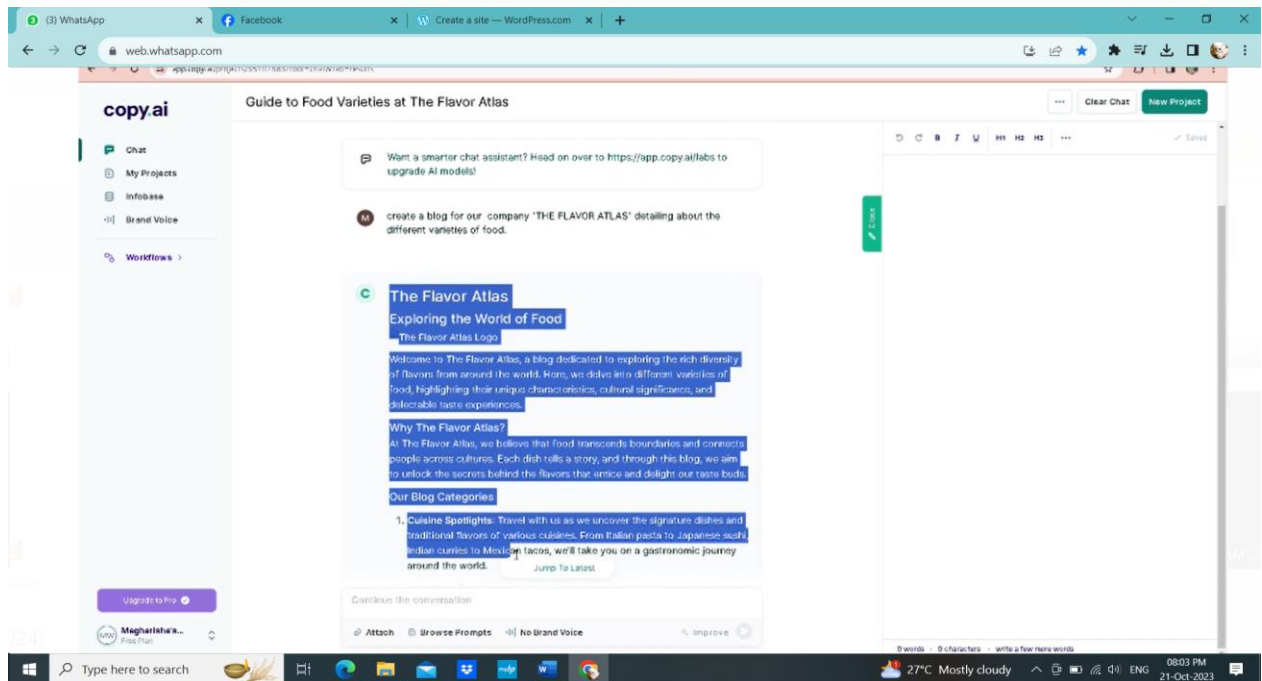 (3) WhatsApp
Facebook
Create a site — WordPress.com
web.whatsapp.com
copy.ai
Guide to Food Varieties at The Flavor Atlas
Clear Chat
New Project
Chat
My Projects
Infobase
Brand Voice
Workflows
B I U H1 H2 H3
Saved
Want a smarter chat assistant? Head on over to https://app.copy.ai/labs to
upgrade AI models!
M
create a blog for our company 'THE FLAVOR ATLAS' detailing about the
different varieties of food.
Close
C
The Flavor Atlas
Exploring the World of Food
The Flavor Atlas Logo
Welcome to The Flavor Atlas, a blog dedicated to exploring the rich diversity
of flavors from around the world. Here, we delve into different varieties of
food, highlighting their unique characteristics, cultural significance, and
delectable taste experiences.
Why The Flavor Atlas?
At The Flavor Atlas, we believe that food transcends boundaries and connects
people across cultures. Each dish tells a story, and through this blog, we aim
to unlock the secrets behind the flavors that entice and delight our taste buds.
Our Blog Categories
1. Cuisine Spotlights: Travel with us as we uncover the signature dishes and
traditional flavors of various cuisines. From Italian pasta to Japanese sushi,
Indian curries to Mexican tacos, we'll take you on a gastronomic journey
around the world.
Jump To Latest
Continue the conversation
Attach
Browse Prompts
No Brand Voice
Improve
Upgrade to Pro
Megharisha's...
Free Plan
0 words · 0 characters · write a few more words
Type here to search
27°C Mostly cloudy
ENG
08:03 PM
21-Oct-2023